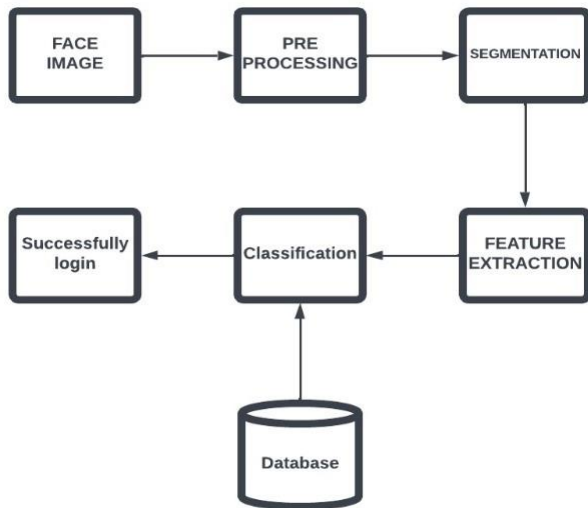 FACE
IMAGE
PRE
PROCESSING
SEGMENTATION
FEATURE
EXTRACTION
Classification
Successfully
login
Database